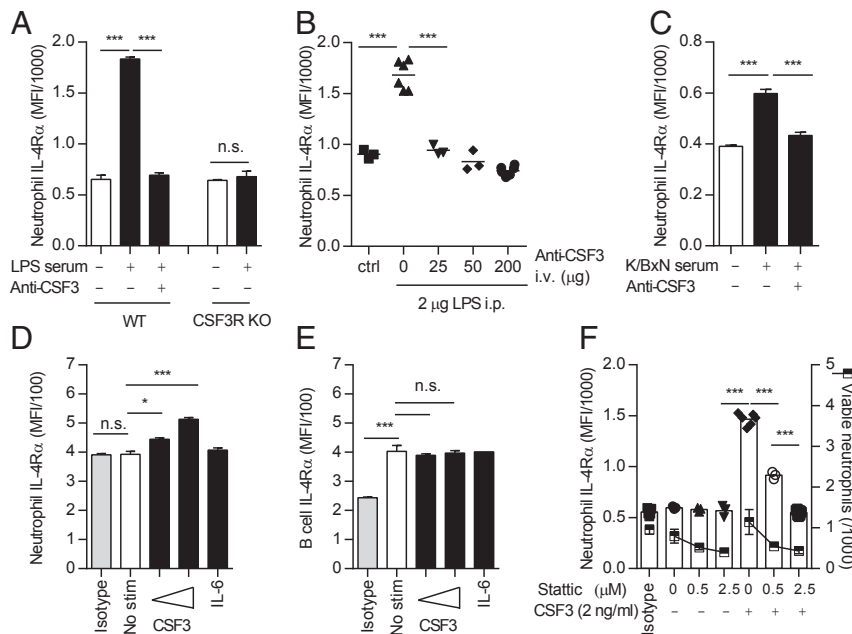 A
Neutrophil IL-4Rα (MFI/1000)
2.0
1.5
1.0
0.5
0.0
*** ***
n.s.
LPS serum – + + – +
Anti-CSF3 – – + – –
WT CSF3R KO
B
Neutrophil IL-4Rα (MFI/1000)
2.0
1.5
1.0
0.5
0.0
*** ***
ctrl 0 25 50 200
Anti-CSF3
i.v. (μg)
2 μg LPS i.p.
C
Neutrophil IL-4Rα (MFI/1000)
0.8
0.6
0.4
0.2
0.0
*** ***
K/BxN serum – + +
Anti-CSF3 – – +
D
Neutrophil IL-4Rα (MFI/100)
6
5
4
3
2
1
0
n.s.
*
***
Isotype
No stim
CSF3
IL-6
E
B cell IL-4Rα (MFI/100)
6
5
4
3
2
1
0
***
n.s.
Isotype
No stim
CSF3
IL-6
F
Neutrophil IL-4Rα (MFI/1000)
2.0
1.5
1.0
0.5
0.0
*** ***
***
5
4
3
2
1
0
Viable neutrophils (/1000)
Isotype
Stattic (μM) 0 0.5 2.5 0 0.5 2.5
CSF3 (2 ng/ml) – – – + + +